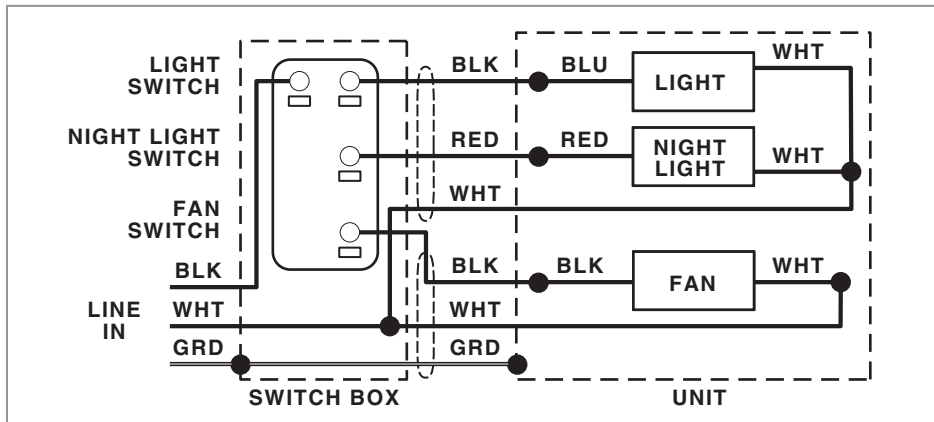 LIGHT
SWITCH
BLK
BLU
LIGHT
WHT
NIGHT LIGHT
SWITCH
RED
RED
NIGHT
LIGHT
WHT
WHT
FAN
SWITCH
BLK
BLK
BLK
FAN
WHT
LINE
IN
WHT
WHT
GRD
GRD
SWITCH BOX
UNIT